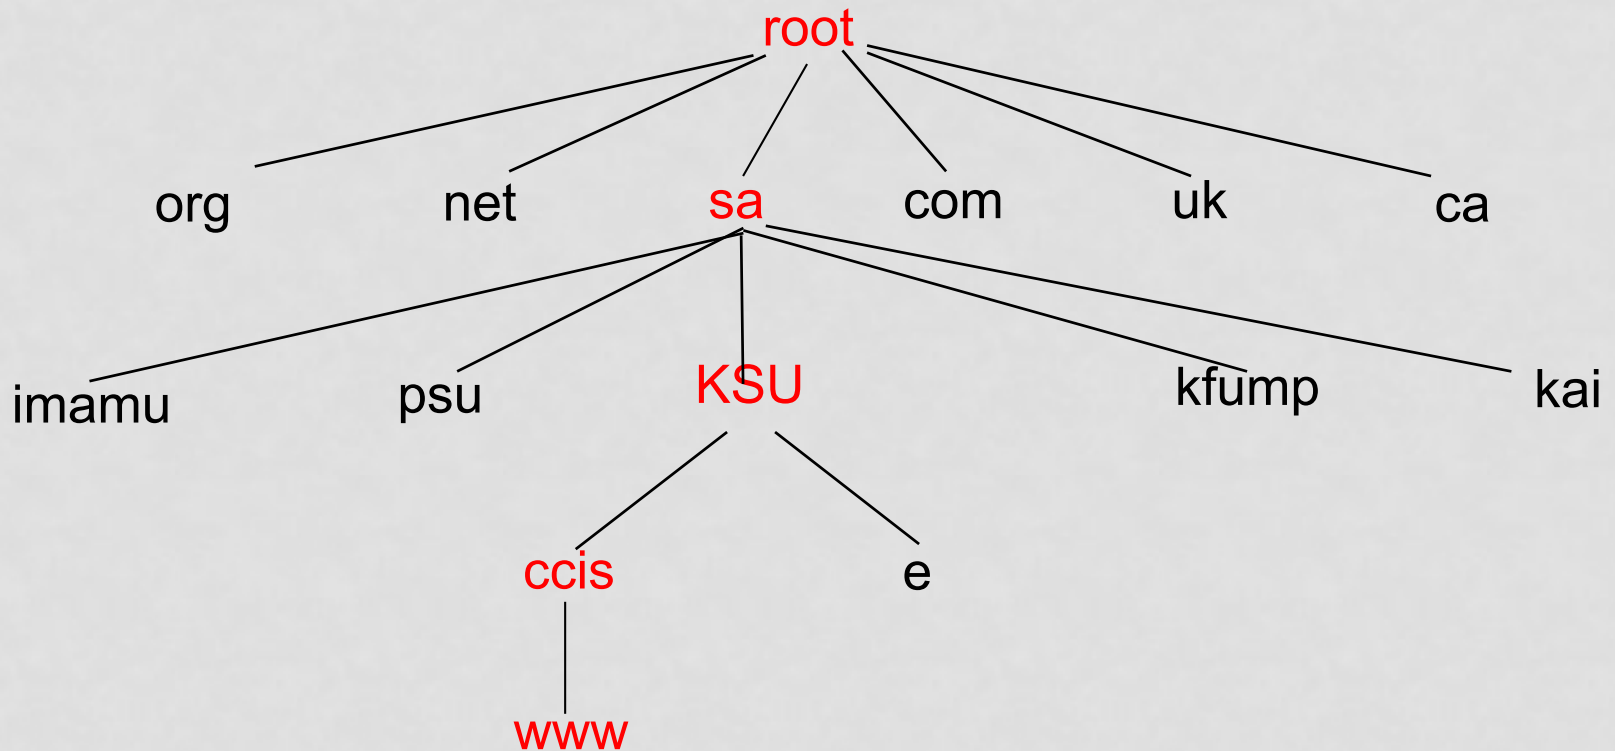 root
org net sa com uk ca
imamu psu KSU kfump kai
ccis e
www